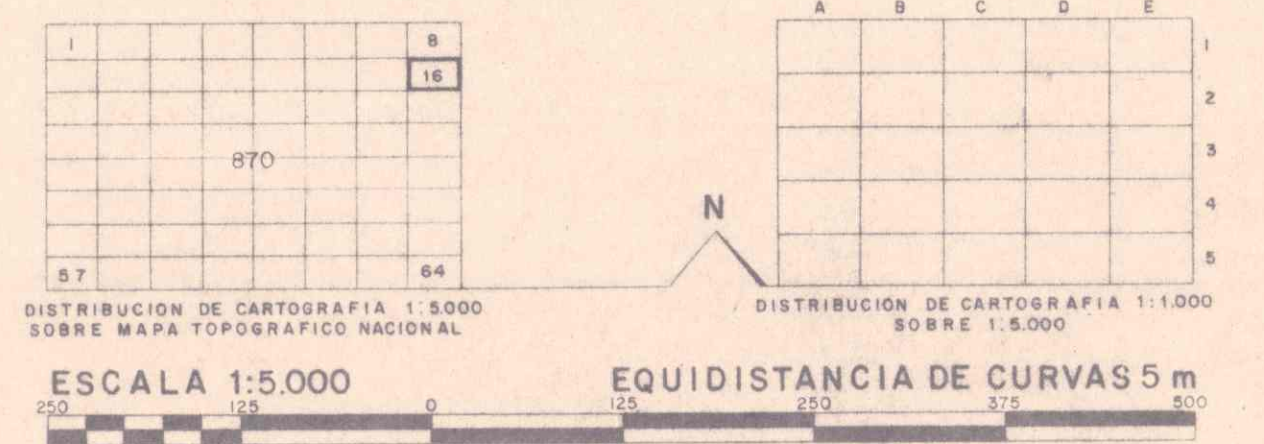 1 8
16
870
57 64
DISTRIBUCION DE CARTOGRAFIA 1:5.000
SOBRE MAPA TOPOGRAFICO NACIONAL
N
A B C D E
1
2
3
4
5
DISTRIBUCION DE CARTOGRAFIA 1:1.000
SOBRE 1:5.000
ESCALA 1:5.000
EQUIDISTANCIA DE CURVAS 5 m
250 125 0 125 250 375 500